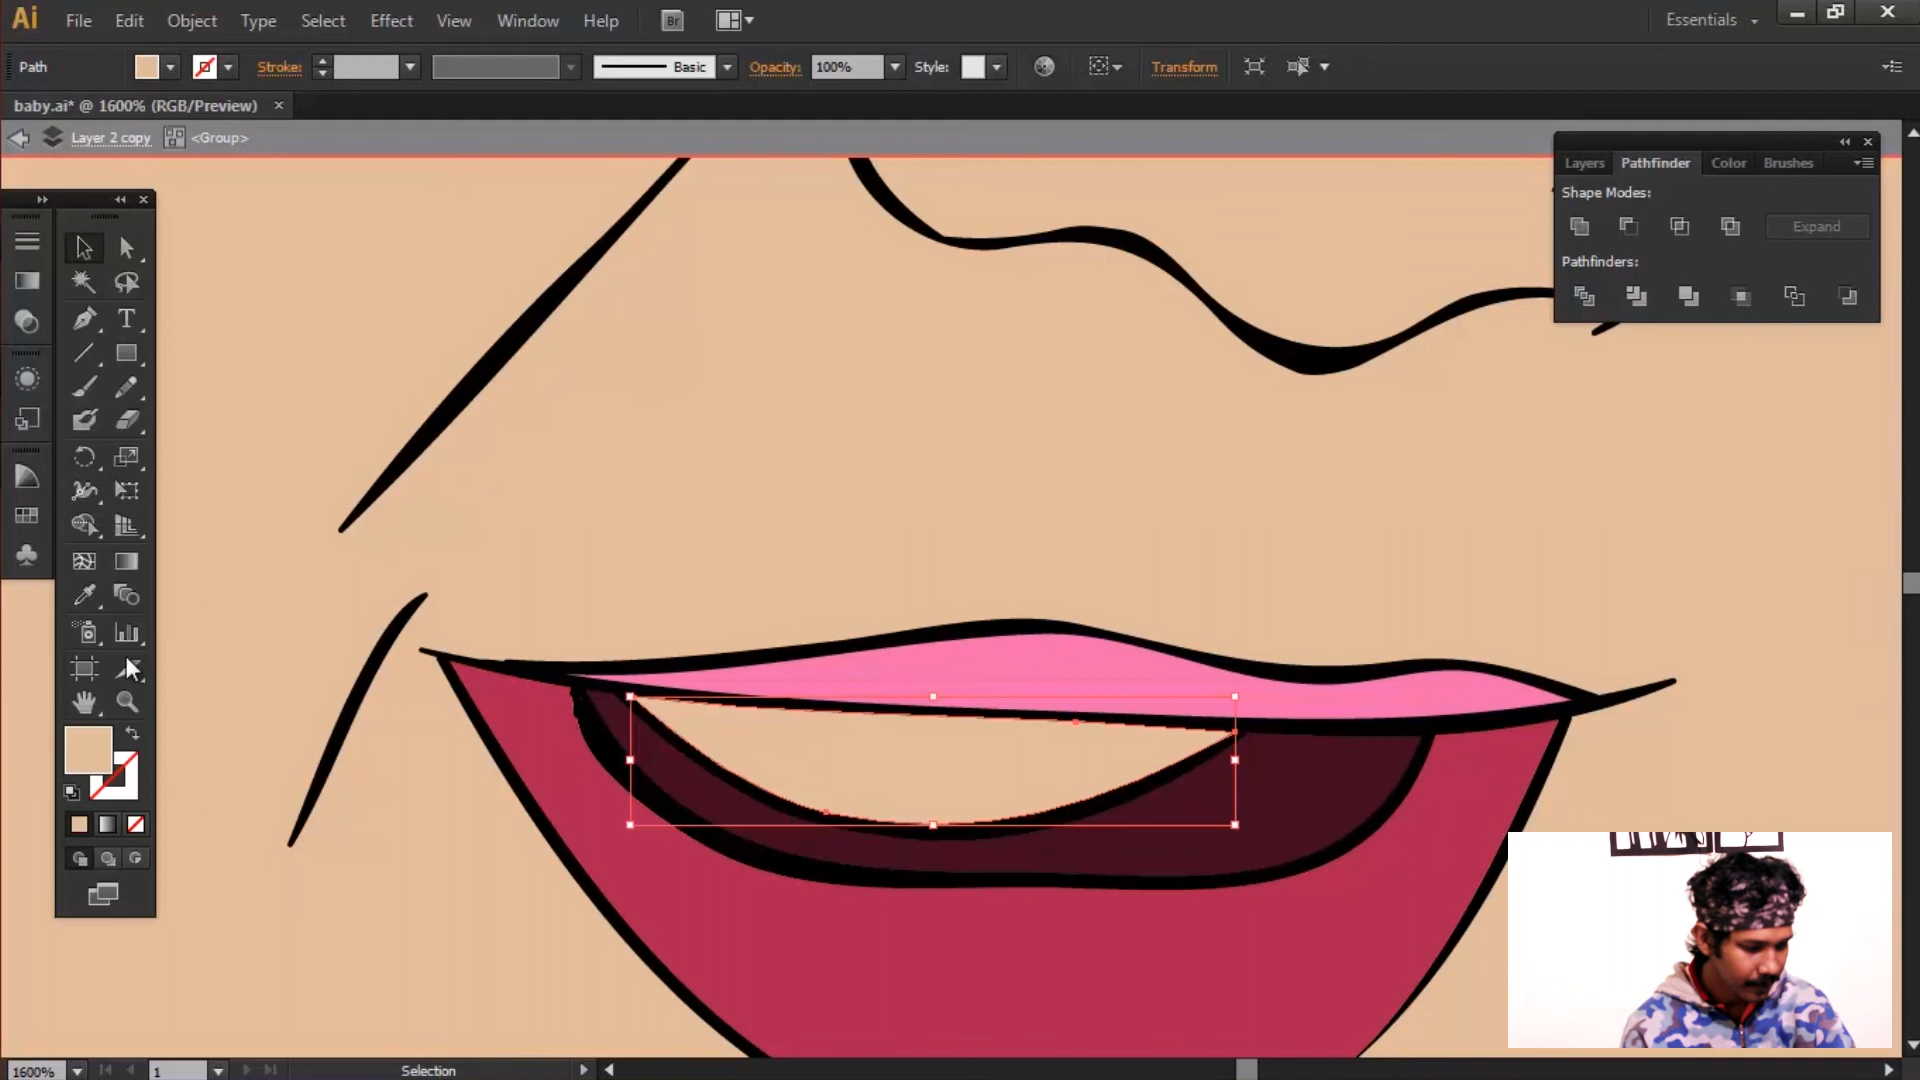 Ai File Edit Object Type Select Effect View Window Help Br Essentials
Path Stroke: Basic Opacity: 100% Style: Transform
baby.ai* @ 1600% (RGB/Preview) ×
Layer 2 copy <Group>
Layers Pathfinder Color Brushes
Shape Modes:
Expand
Pathfinders:
T
1600% 1 Selection